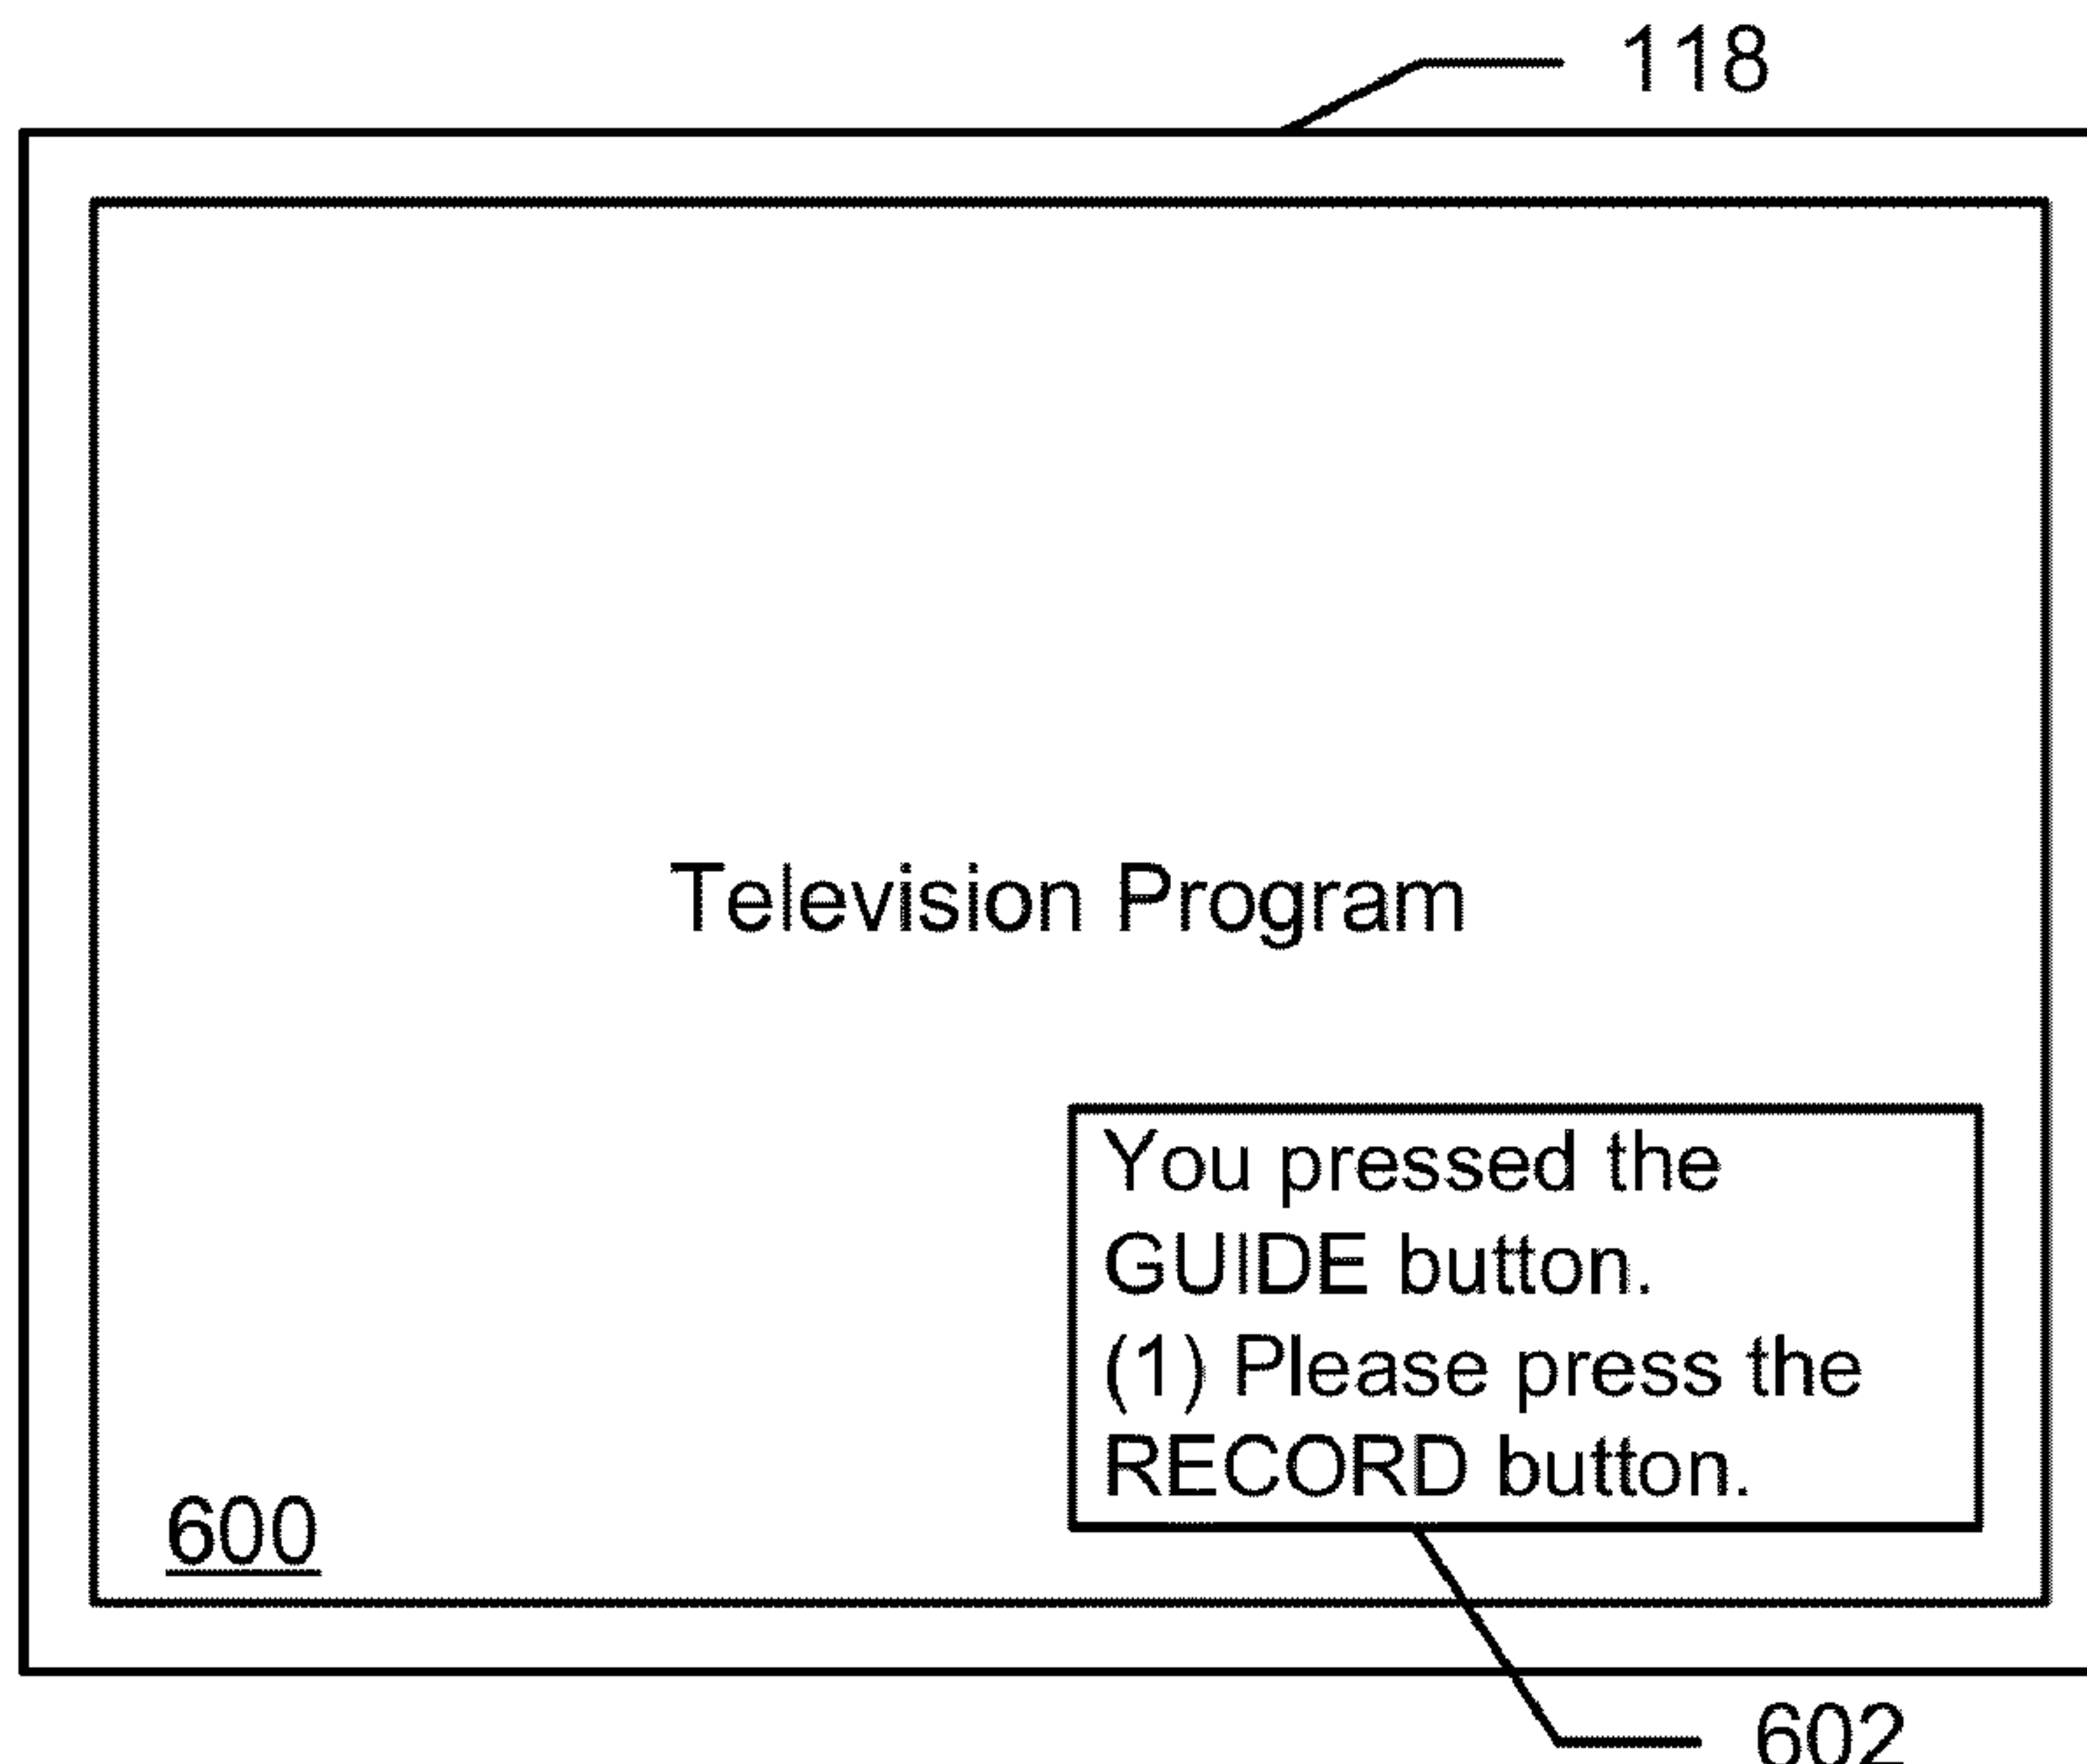 118
Television Program
You pressed the
GUIDE button.
(1) Please press the
RECORD button.
600
602